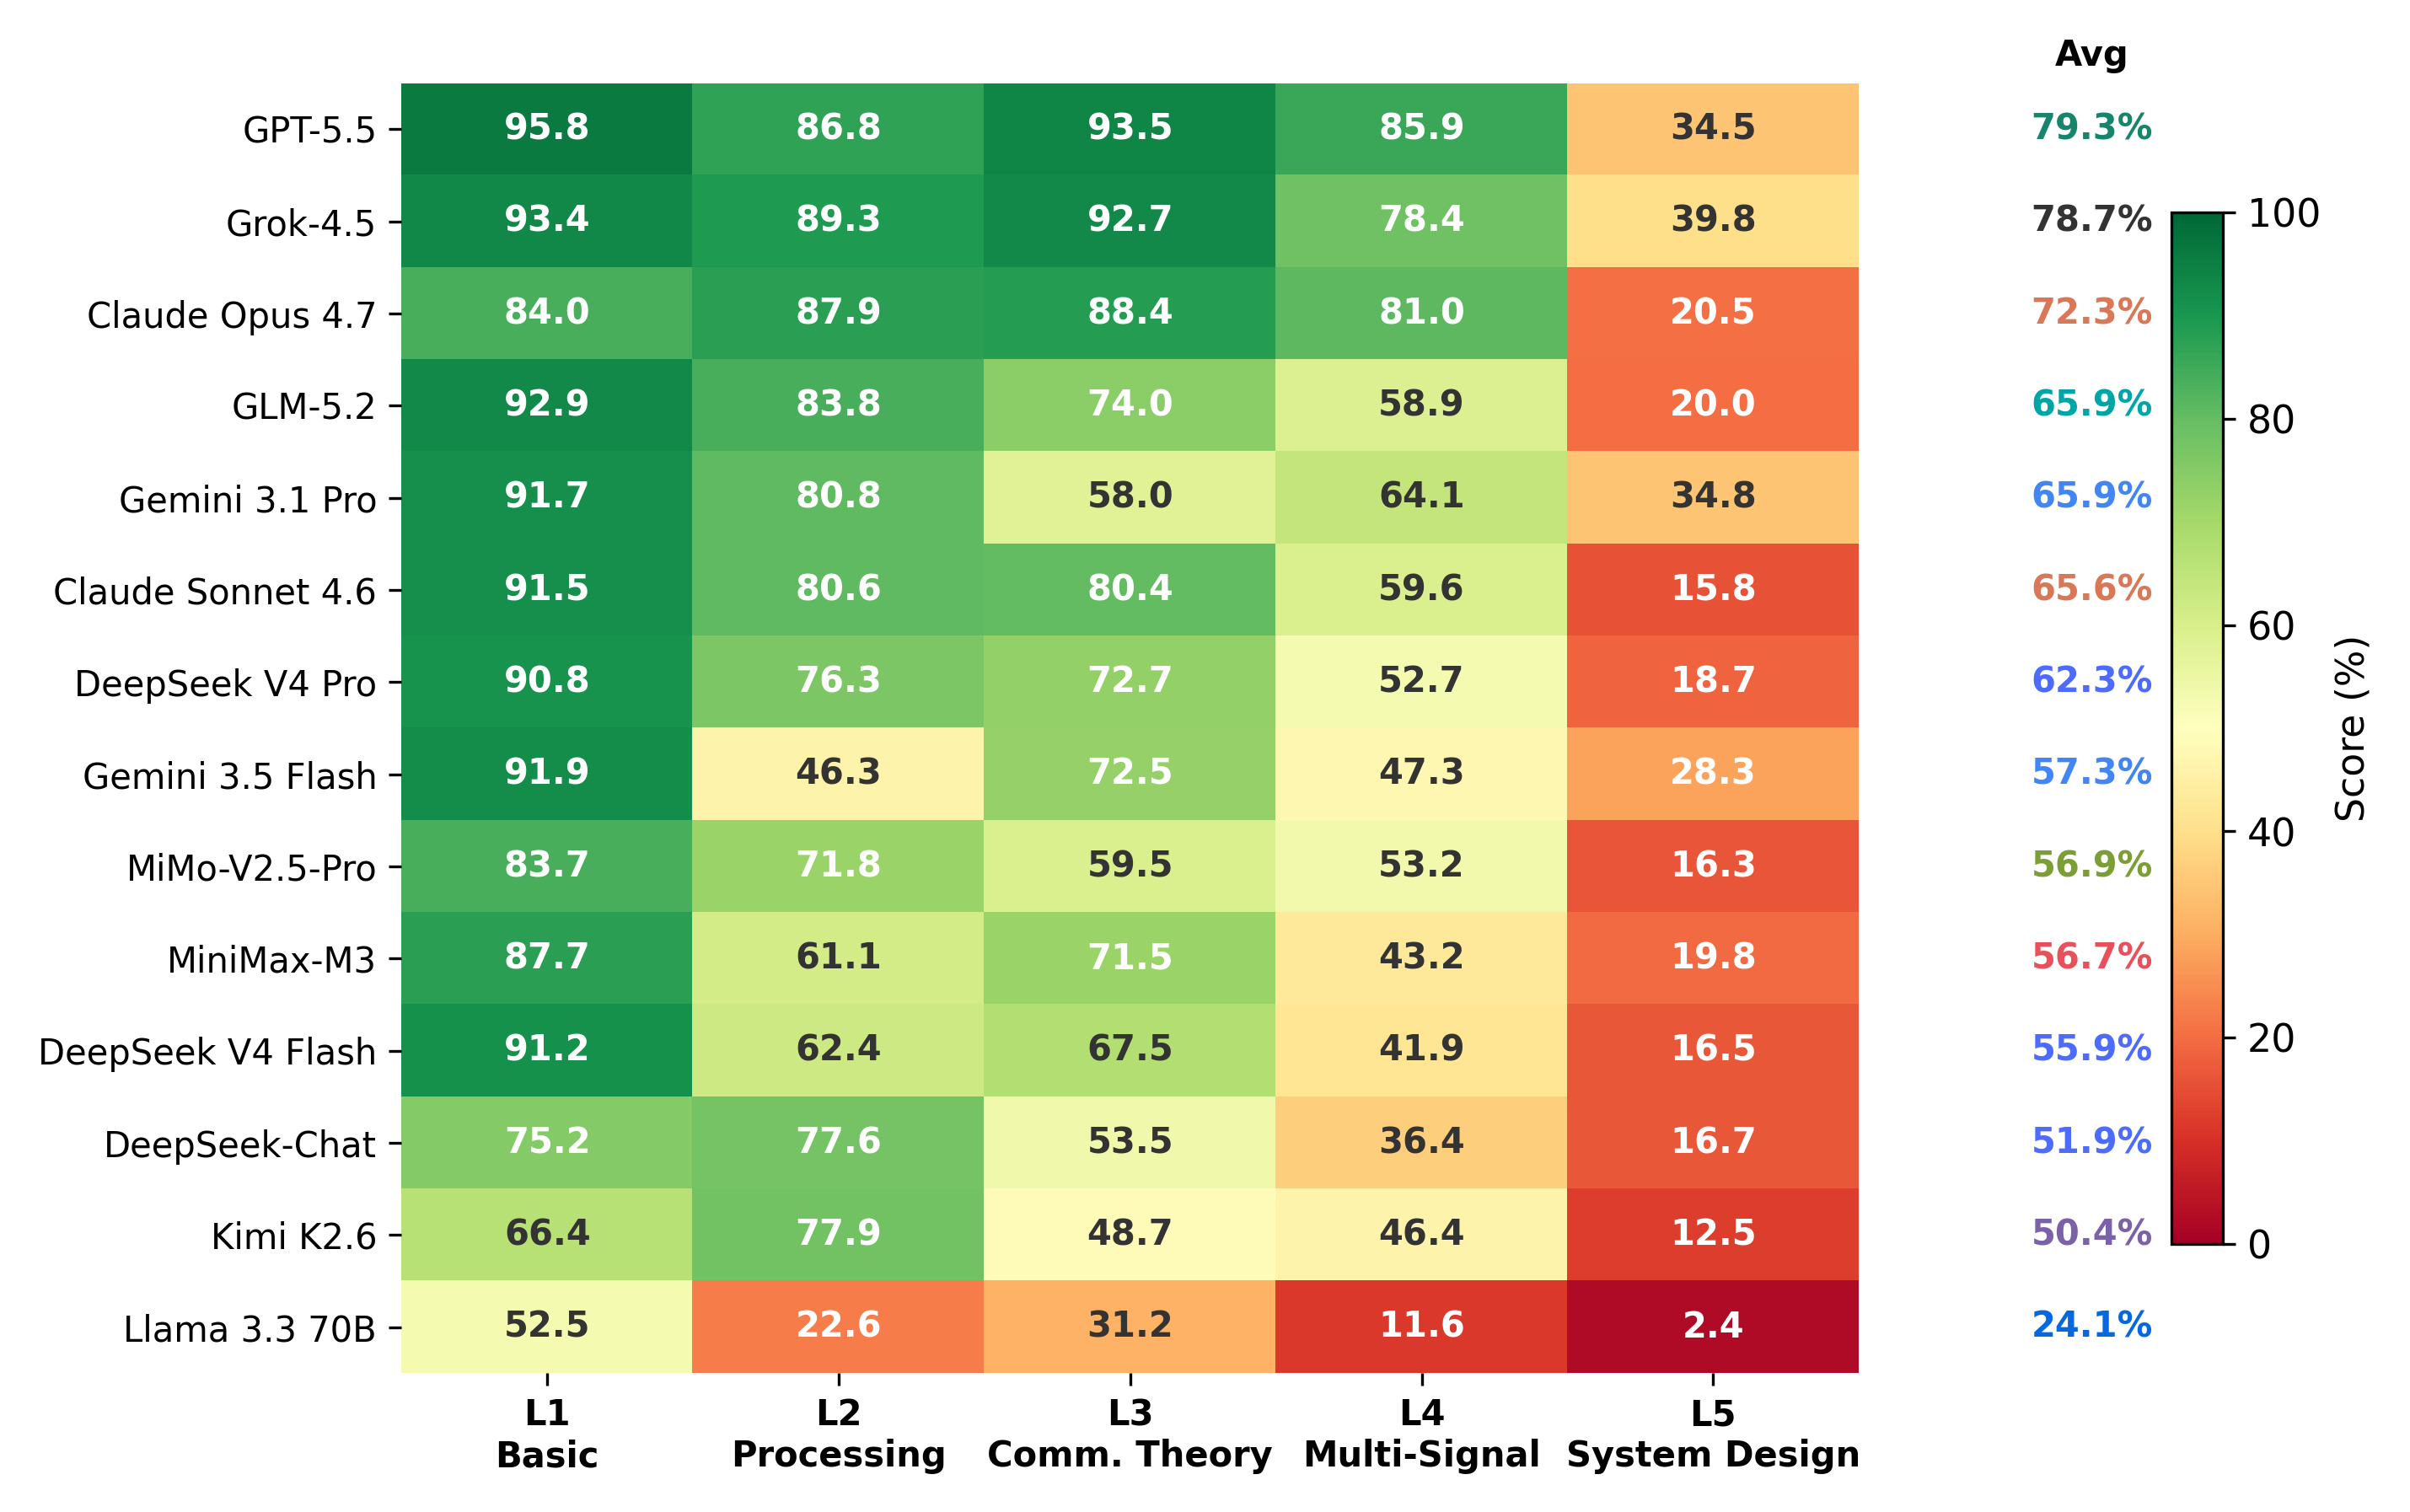 Avg
GPT-5.5 95.8 86.8 93.5 85.9 34.5 79.3%
Grok-4.5 93.4 89.3 92.7 78.4 39.8 78.7%
Claude Opus 4.7 84.0 87.9 88.4 81.0 20.5 72.3%
GLM-5.2 92.9 83.8 74.0 58.9 20.0 65.9%
Gemini 3.1 Pro 91.7 80.8 58.0 64.1 34.8 65.9%
Claude Sonnet 4.6 91.5 80.6 80.4 59.6 15.8 65.6%
DeepSeek V4 Pro 90.8 76.3 72.7 52.7 18.7 62.3%
Gemini 3.5 Flash 91.9 46.3 72.5 47.3 28.3 57.3%
MiMo-V2.5-Pro 83.7 71.8 59.5 53.2 16.3 56.9%
MiniMax-M3 87.7 61.1 71.5 43.2 19.8 56.7%
DeepSeek V4 Flash 91.2 62.4 67.5 41.9 16.5 55.9%
DeepSeek-Chat 75.2 77.6 53.5 36.4 16.7 51.9%
Kimi K2.6 66.4 77.9 48.7 46.4 12.5 50.4%
Llama 3.3 70B 52.5 22.6 31.2 11.6 2.4 24.1%
L1 L2 L3 L4 L5
Basic Processing Comm. Theory Multi-Signal System Design
100
80
60
40
20
0
Score (%)